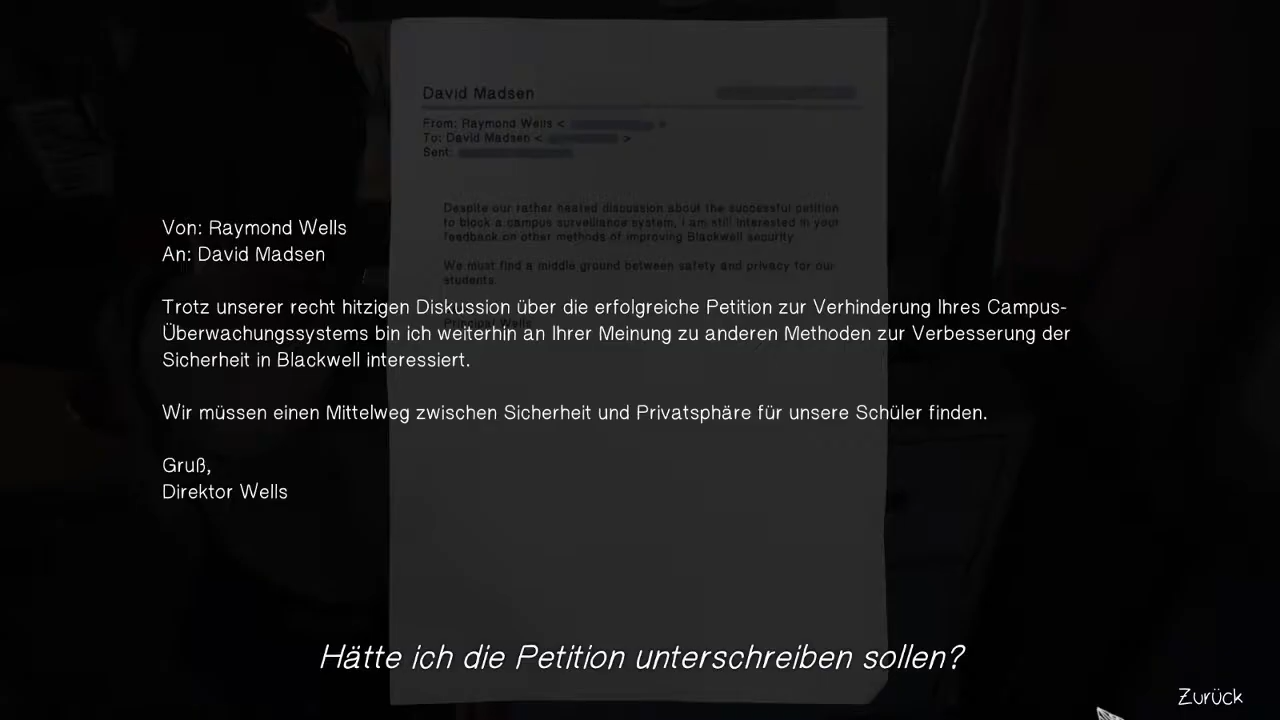 David Madsen
From: Raymond Wells < >
To: David Madsen < >
Sent:
Despite our rather heated discussion about the successful petition
to block a campus surveillance system, I am still interested in your
feedback on other methods of improving Blackwell security
We must find a middle ground between safety and privacy for our
students.
Principal Wells
Von: Raymond Wells
An: David Madsen
Trotz unserer recht hitzigen Diskussion über die erfolgreiche Petition zur Verhinderung Ihres Campus-
Überwachungssystems bin ich weiterhin an Ihrer Meinung zu anderen Methoden zur Verbesserung der
Sicherheit in Blackwell interessiert.
Wir müssen einen Mittelweg zwischen Sicherheit und Privatsphäre für unsere Schüler finden.
Gruß,
Direktor Wells
Hätte ich die Petition unterschreiben sollen?
Zurück